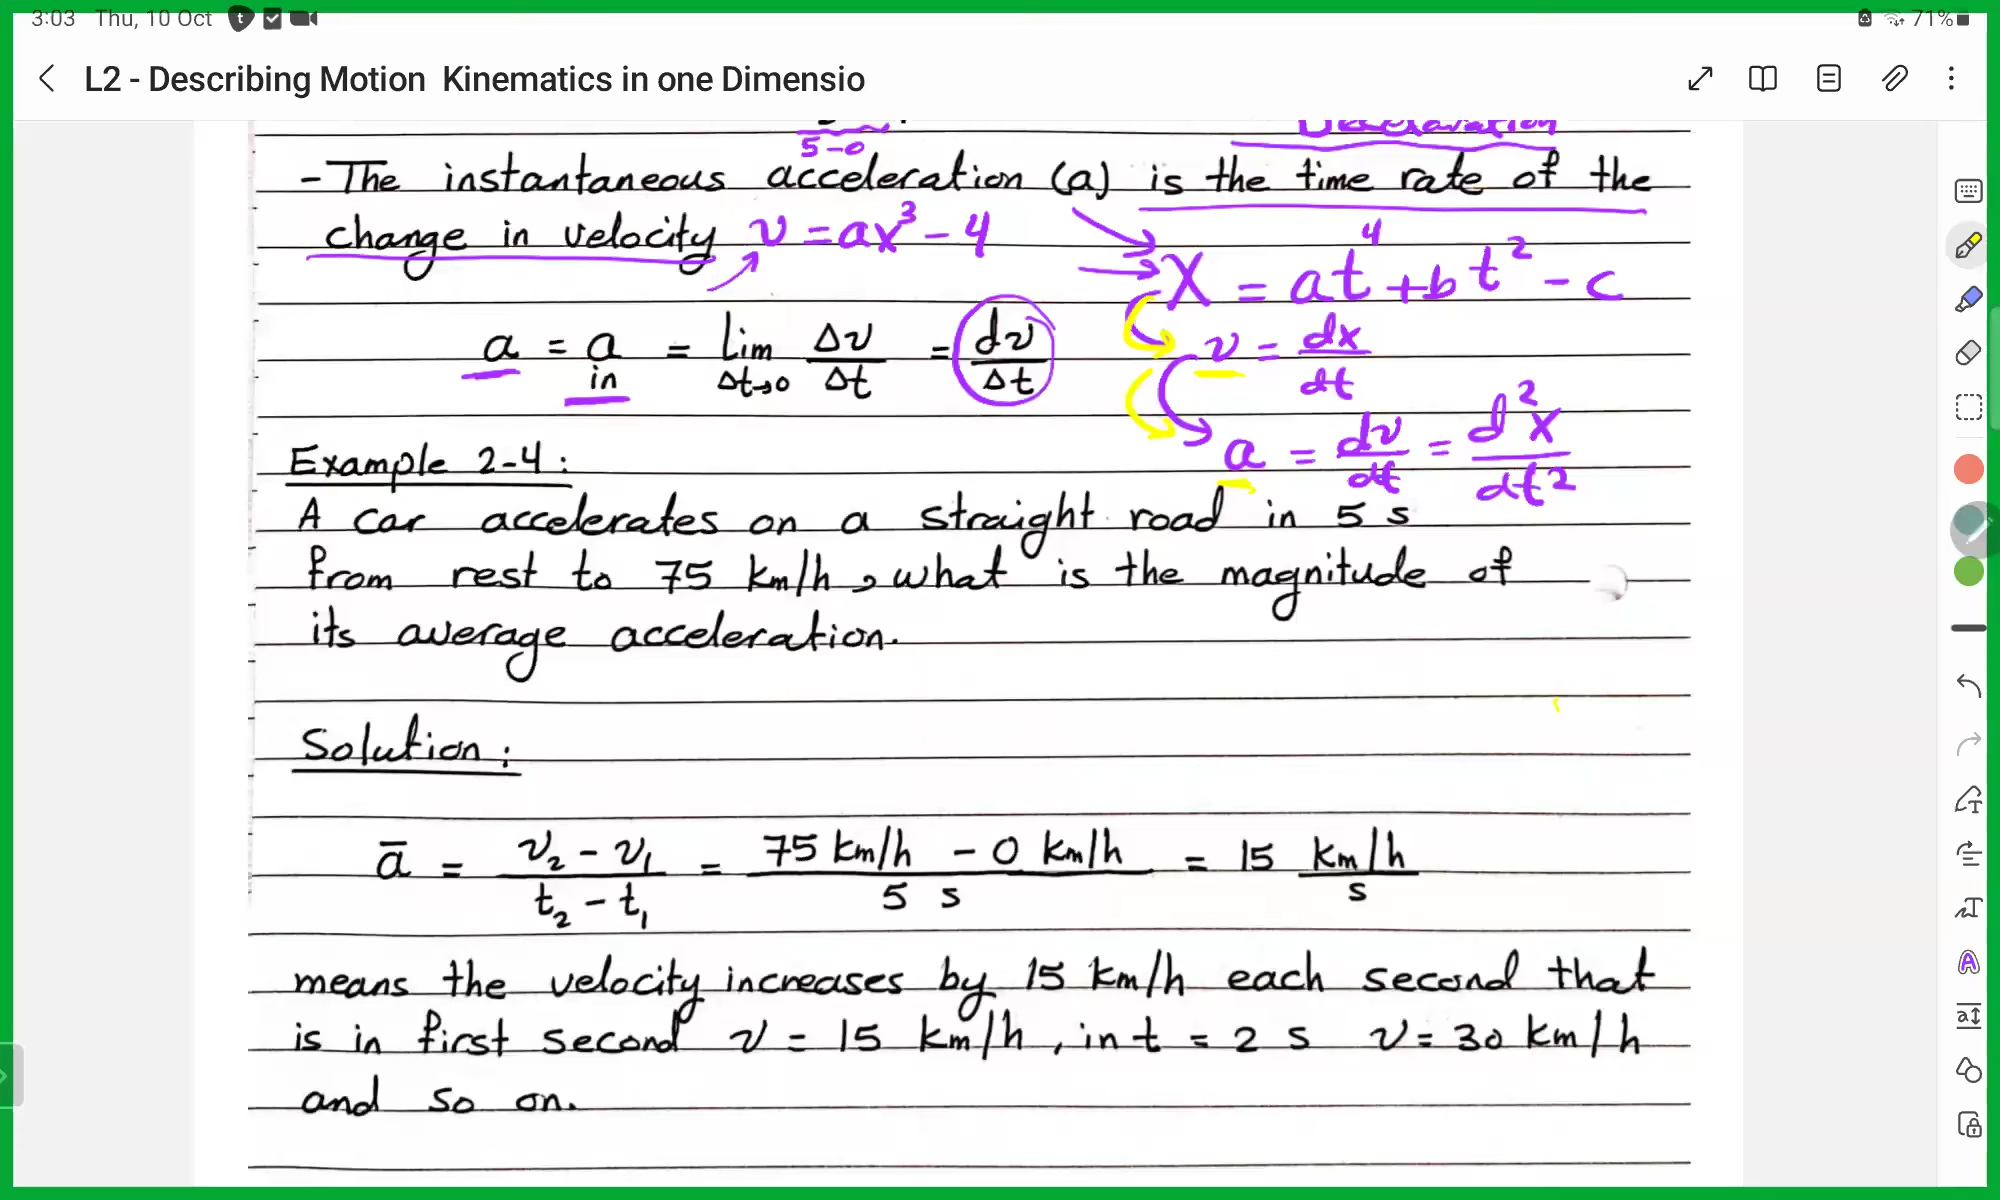 3:03 Thu, 10 Oct t 71%
L2 - Describing Motion Kinematics in one Dimensio
5-0 Deceleration
- The instantaneous acceleration (a) is the time rate of the
change in velocity v = ax³ - 4
X = at⁴ + bt² - c
a = a in = lim Δt→0 Δv/Δt = dv/Δt
v = dx/dt
a = dv/dt = d²x/dt²
Example 2-4:
A car accelerates on a straight road in 5 s
from rest to 75 km/h, what is the magnitude of
its average acceleration.
Solution:
ā = v₂ - v₁ / t₂ - t₁ = 75 km/h - 0 km/h / 5 s = 15 km/h / s
means the velocity increases by 15 km/h each second that
is in first second v = 15 km/h, in t = 2 s v = 30 km/h
and so on.